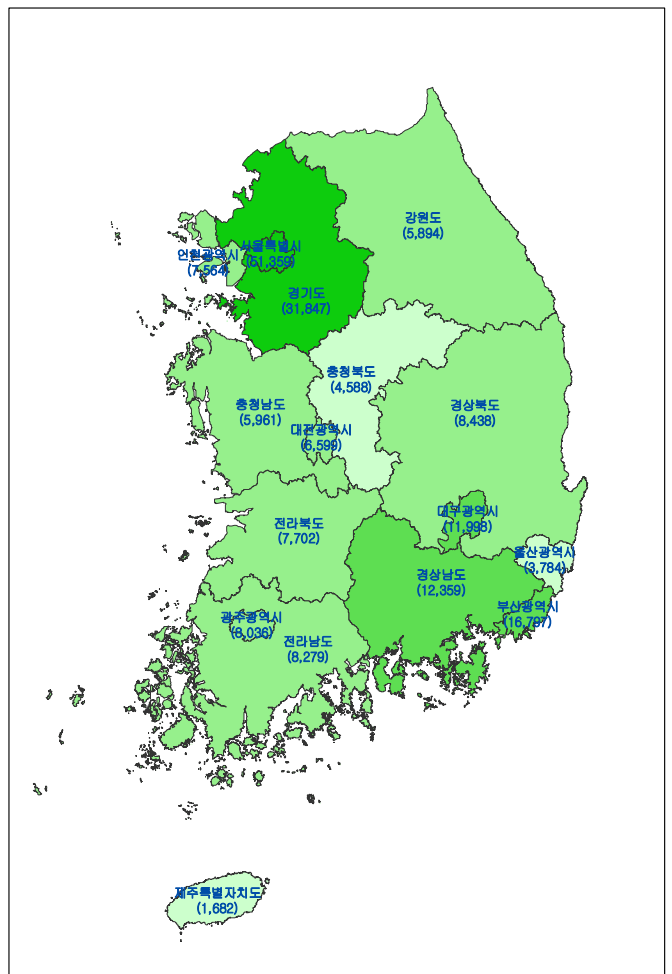 강원도
(5,894)
서울특별시
(51,359)
인천광역시
(7,564)
경기도
(31,847)
충청북도
(4,588)
충청남도
(5,961)
경상북도
(8,438)
대전광역시
(6,599)
대구광역시
(11,998)
전라북도
(7,702)
울산광역시
(3,784)
경상남도
(12,359)
부산광역시
(16,797)
광주광역시
(8,036)
전라남도
(8,279)
제주특별자치도
(1,682)